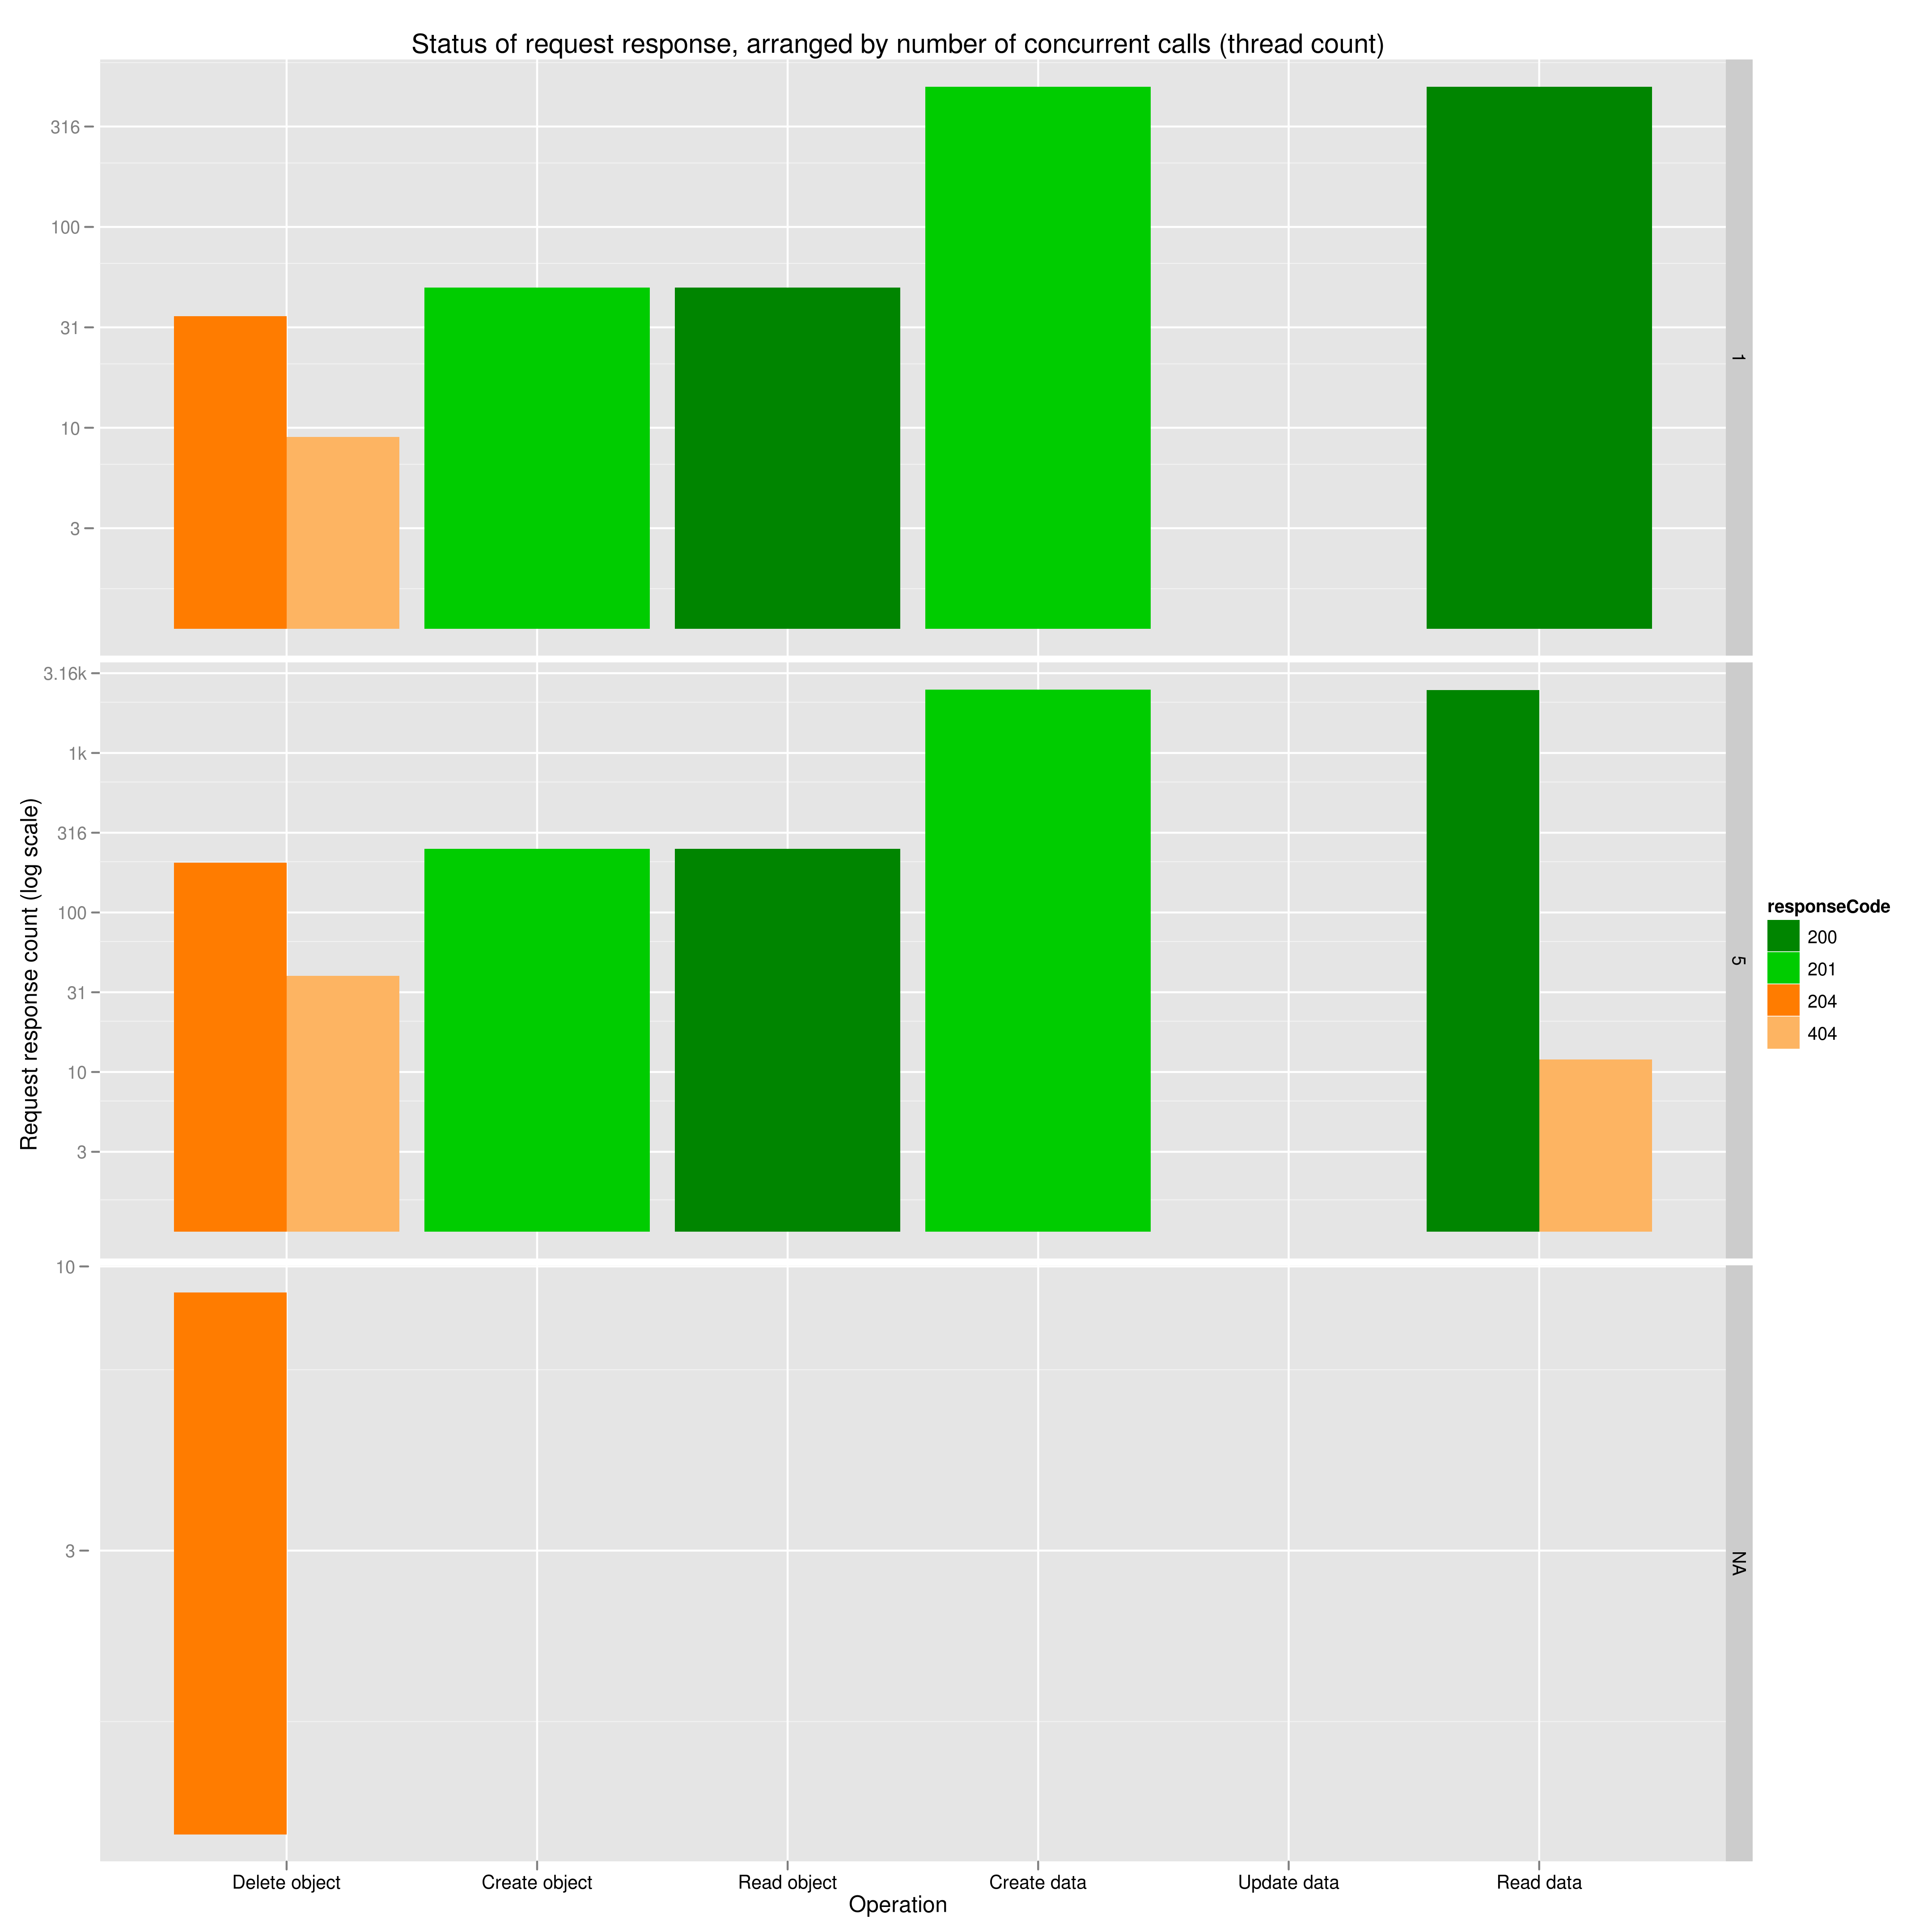 Status of request response, arranged by number of concurrent calls (thread count)
316
100
31
10
3
1
3.16k
1k
316
100
31
10
3
5
10
3
NA
Request response count (log scale)
responseCode
200
201
204
404
Delete object
Create object
Read object
Create data
Update data
Read data
Operation